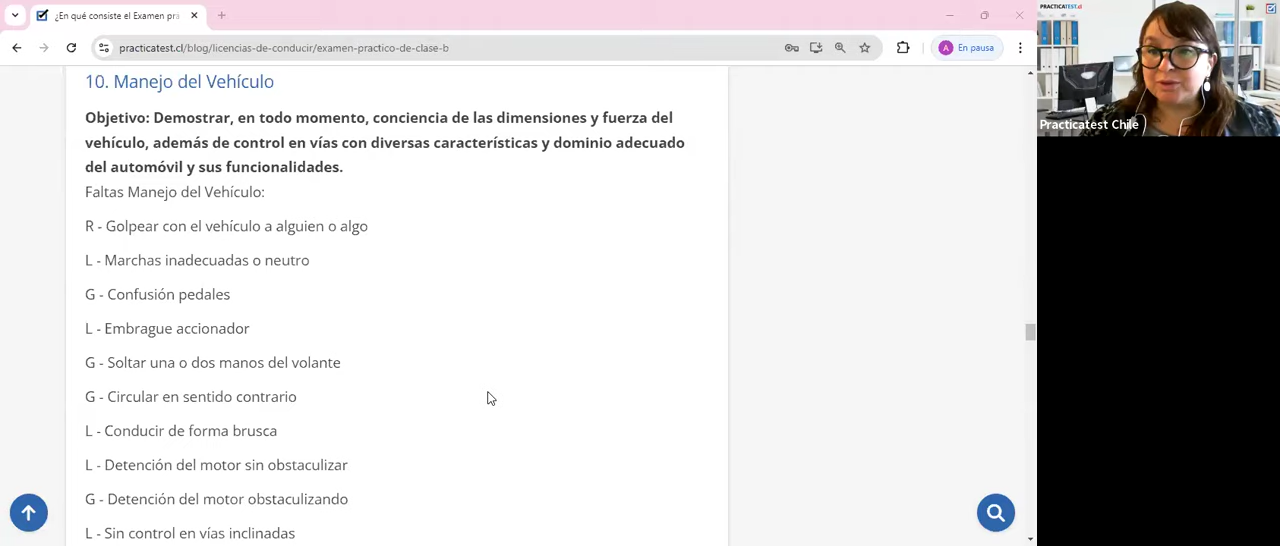 ¿En qué consiste el Examen pra
practicatest.cl/blog/licencias-de-conducir/examen-practico-de-clase-b
A
En pausa
PRACTICATEST.cl
Practicatest Chile
10. Manejo del Vehículo
Objetivo: Demostrar, en todo momento, conciencia de las dimensiones y fuerza del
vehículo, además de control en vías con diversas características y dominio adecuado
del automóvil y sus funcionalidades.
Faltas Manejo del Vehículo:
R - Golpear con el vehículo a alguien o algo
L - Marchas inadecuadas o neutro
G - Confusión pedales
L - Embrague accionador
G - Soltar una o dos manos del volante
G - Circular en sentido contrario
L - Conducir de forma brusca
L - Detención del motor sin obstaculizar
G - Detención del motor obstaculizando
L - Sin control en vías inclinadas